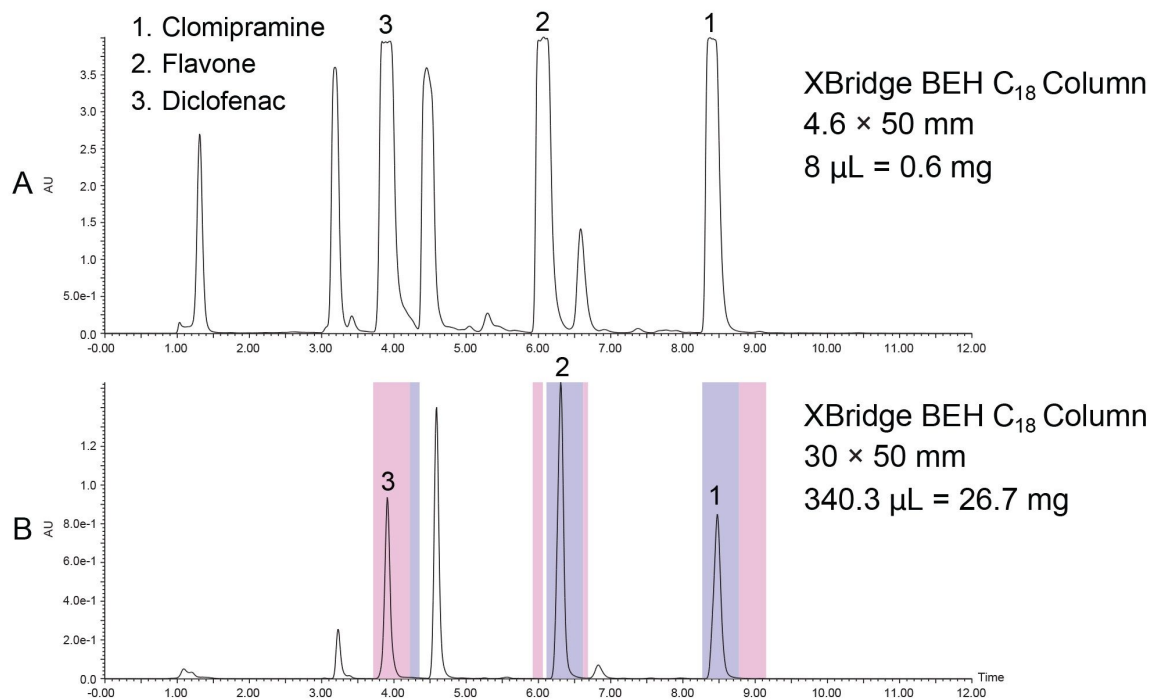 1. Clomipramine
2. Flavone
3. Diclofenac
3
2
1
XBridge BEH C₁₈ Column
4.6 × 50 mm
8 µL = 0.6 mg
A
AU
3.5
3.0
2.5
2.0
1.5
1.0
5.0e-1
0.0
-0.00 1.00 2.00 3.00 4.00 5.00 6.00 7.00 8.00 9.00 10.00 11.00 12.00
2
3
1
XBridge BEH C₁₈ Column
30 × 50 mm
340.3 µL = 26.7 mg
B
AU
1.2
1.0
8.0e-1
6.0e-1
4.0e-1
2.0e-1
0.0
-0.00 1.00 2.00 3.00 4.00 5.00 6.00 7.00 8.00 9.00 10.00 11.00 12.00
Time